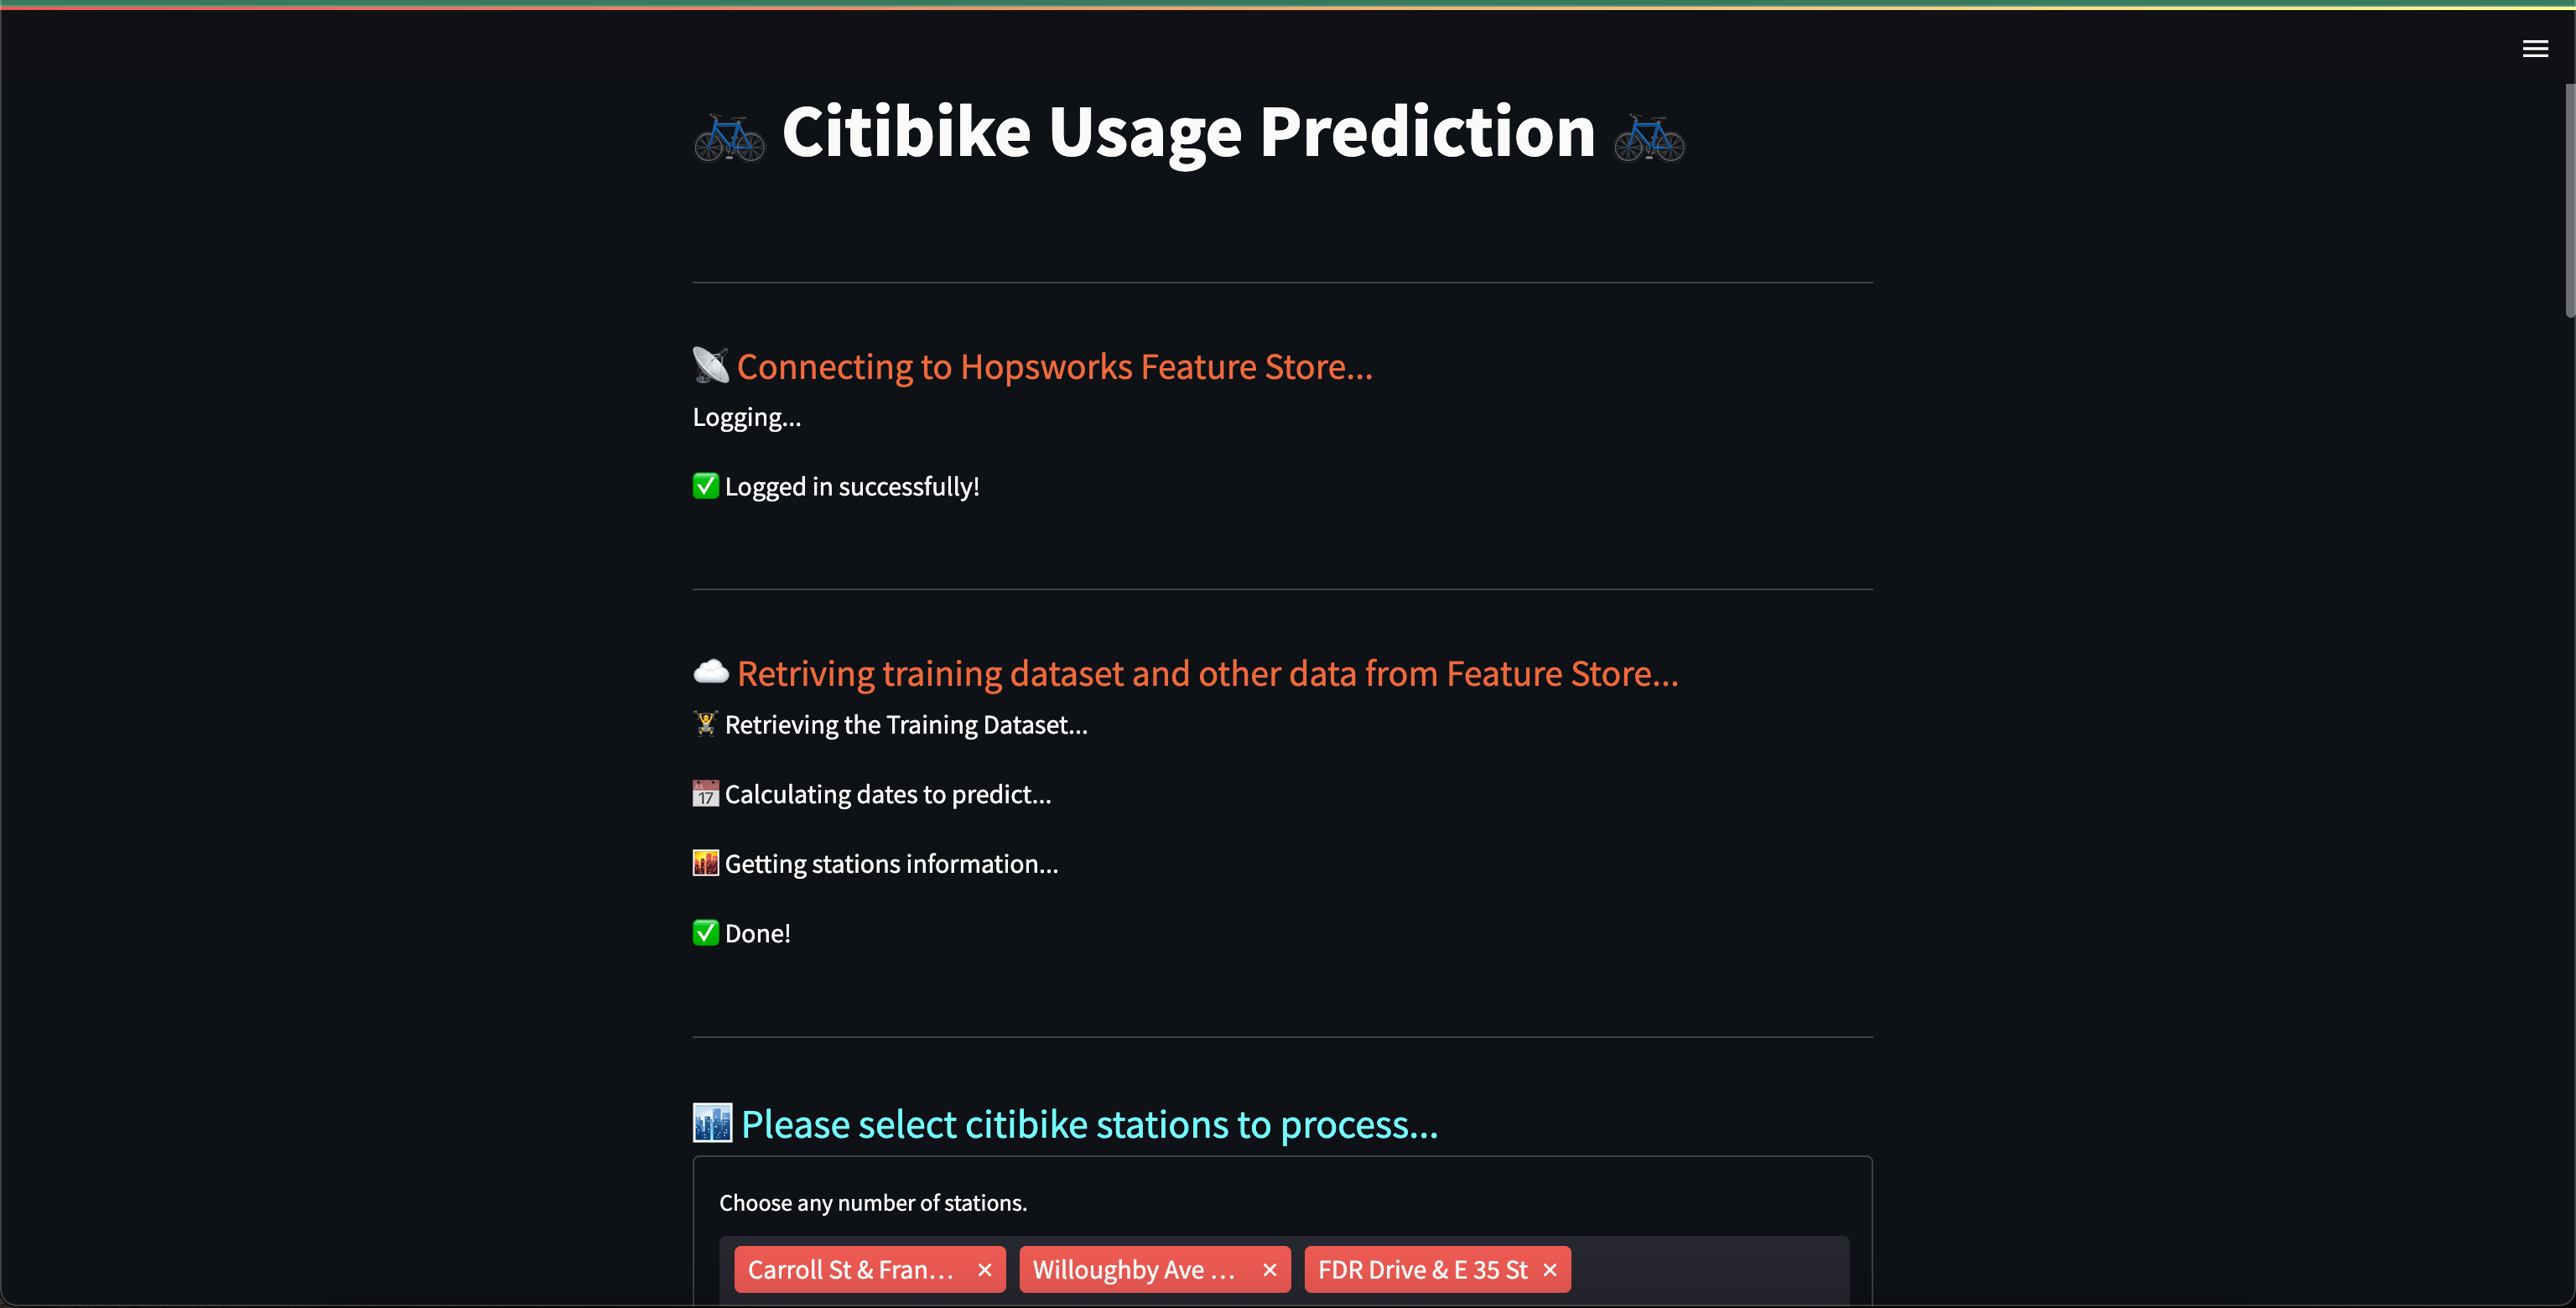 Citibike Usage Prediction
Connecting to Hopsworks Feature Store...
Logging...
Logged in successfully!
Retriving training dataset and other data from Feature Store...
Retrieving the Training Dataset...
17 Calculating dates to predict...
Getting stations information...
Done!
Please select citibike stations to process...
Choose any number of stations.
Carroll St & Fran... × Willoughby Ave ... × FDR Drive & E 35 St ×